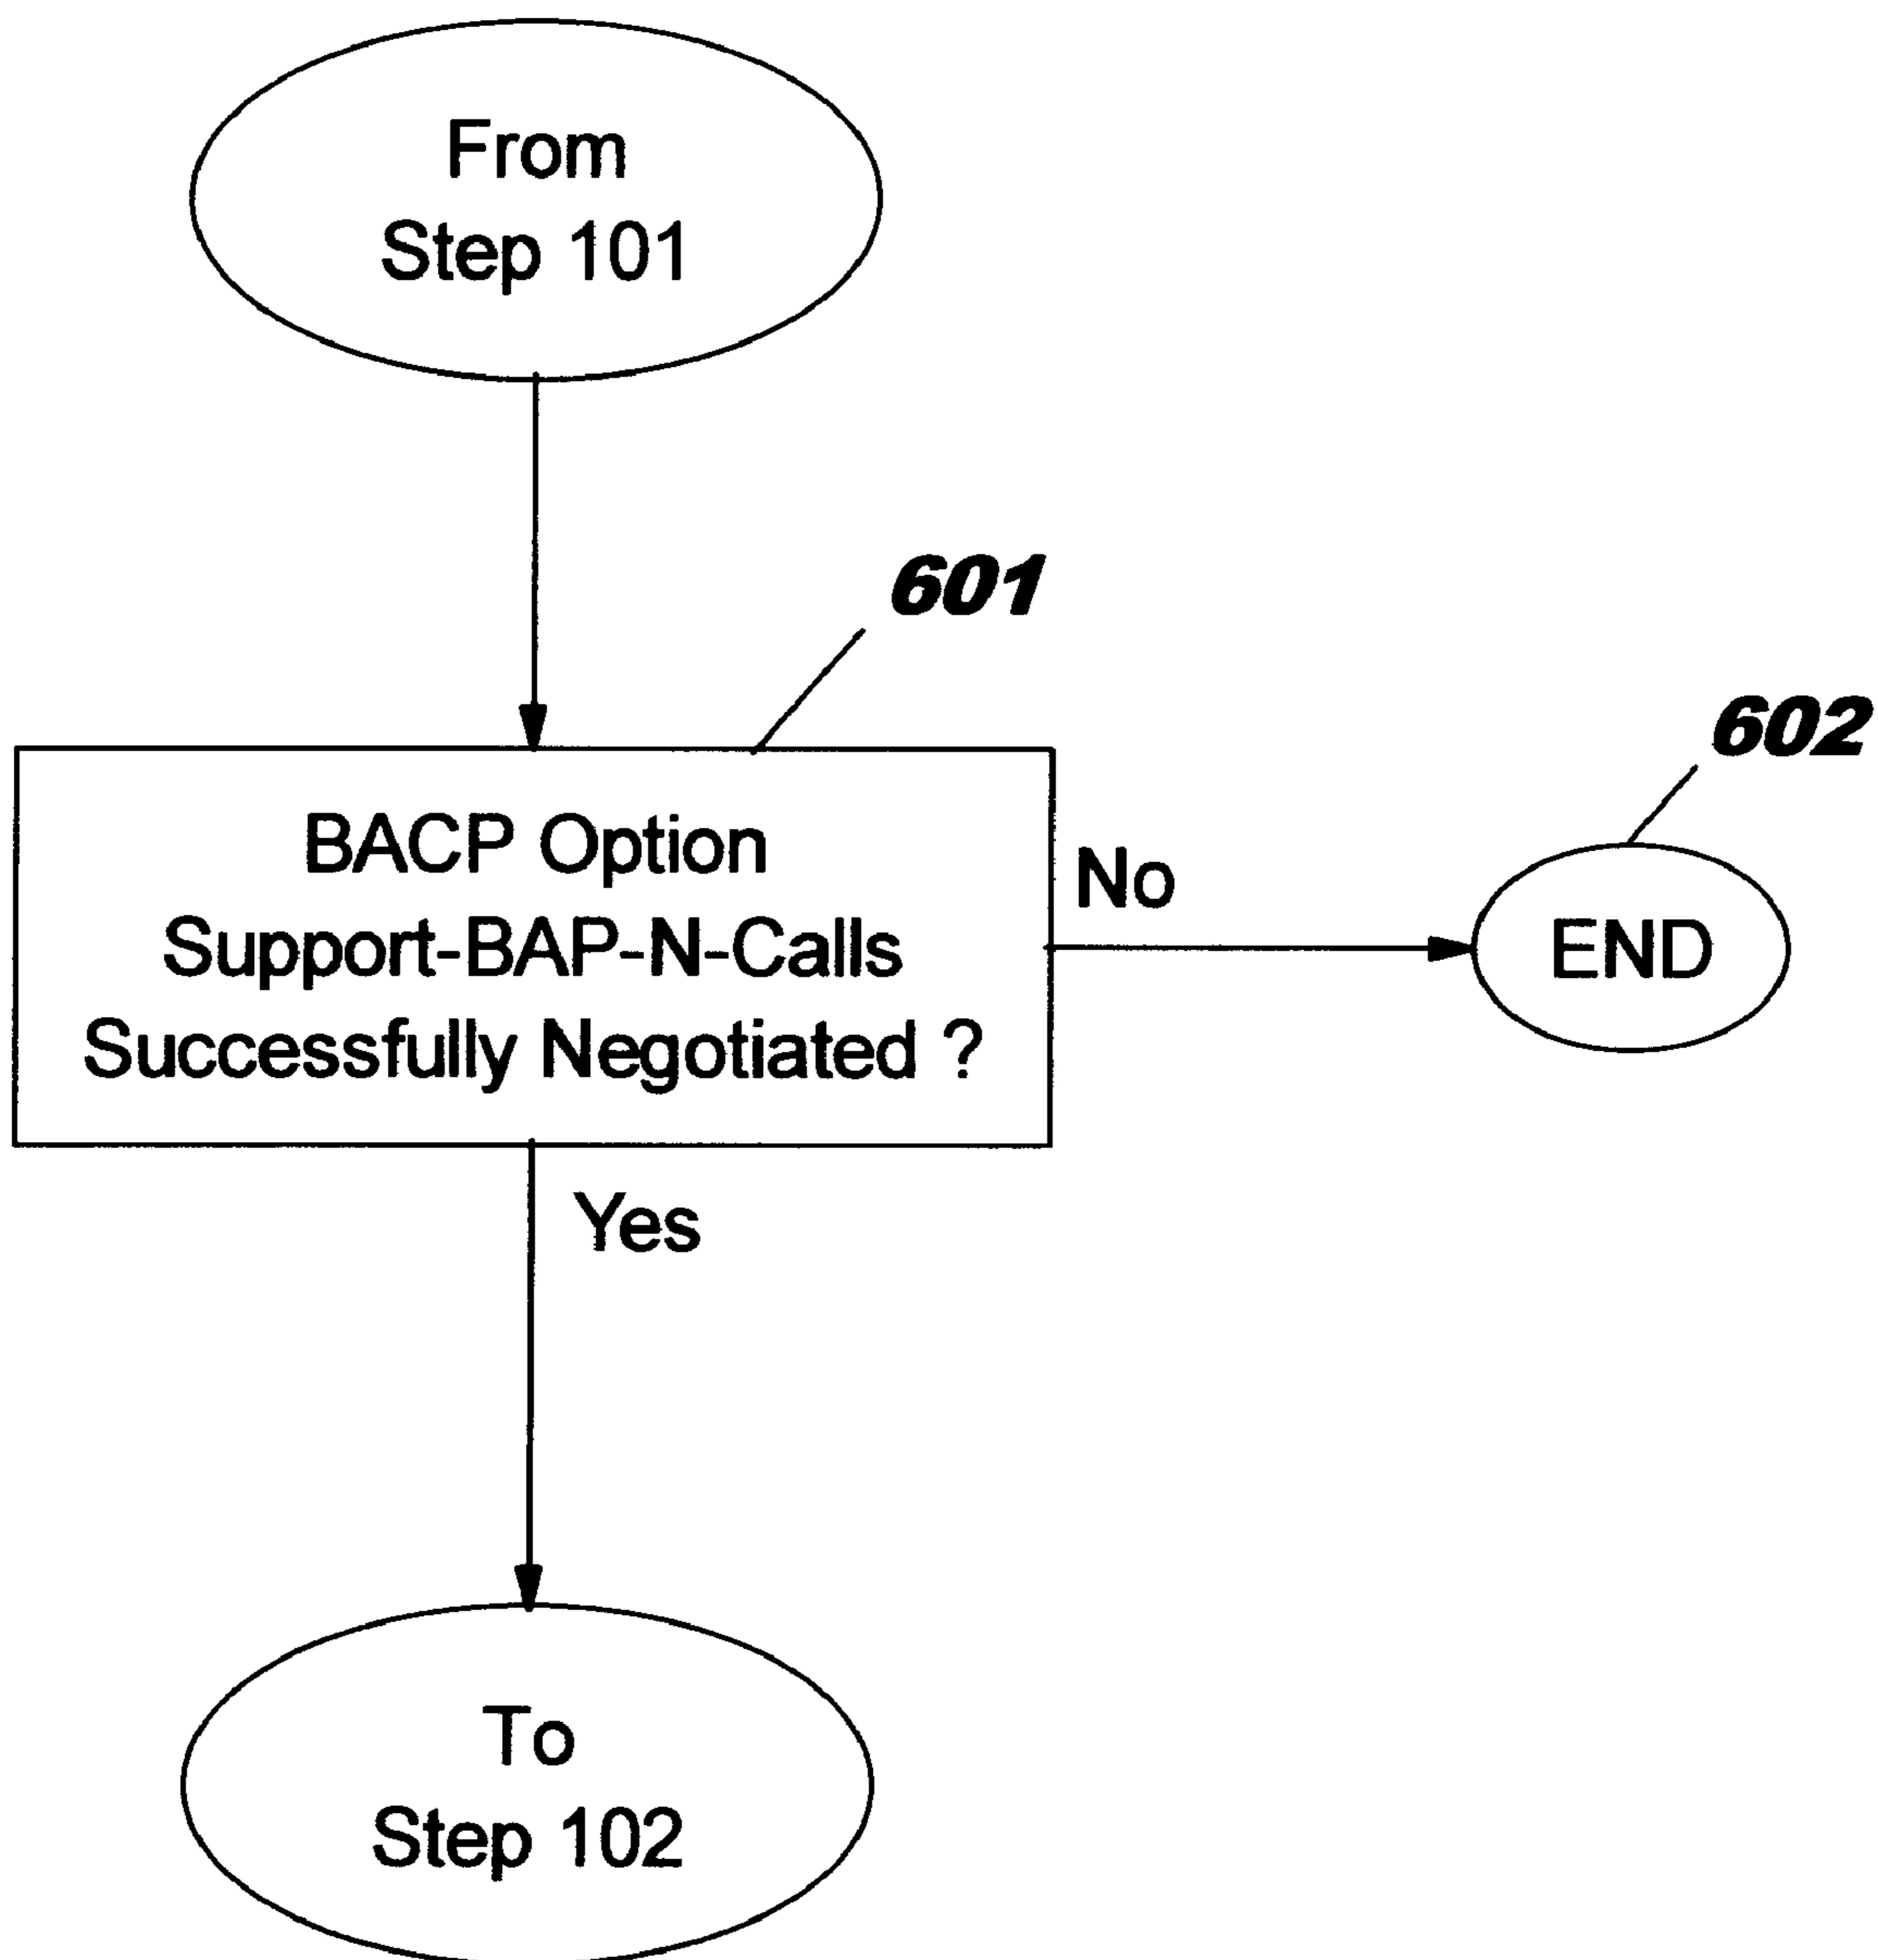 From
Step 101
601
602
BACP Option
Support-BAP-N-Calls
Successfully Negotiated ?
No
END
Yes
To
Step 102